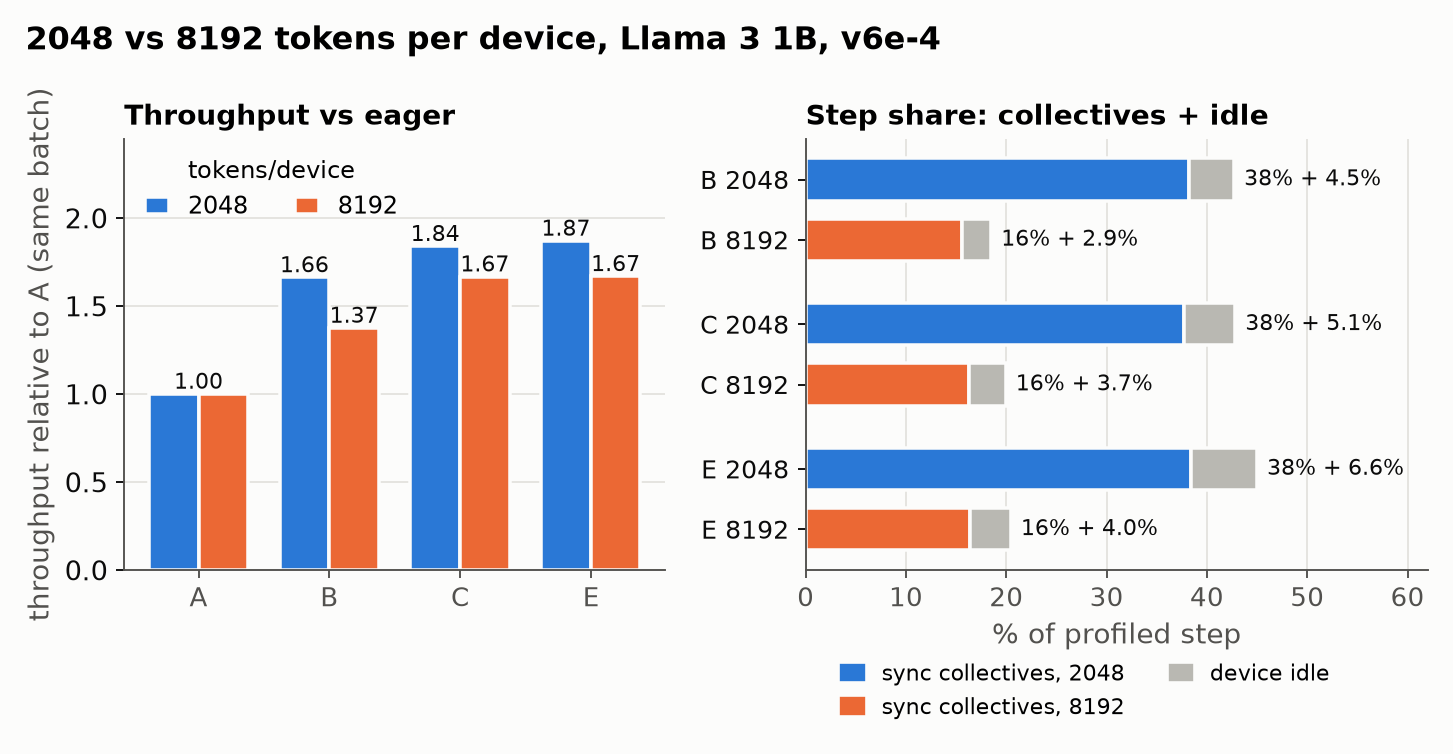 2048 vs 8192 tokens per device, Llama 3 1B, v6e-4
Throughput vs eager
throughput relative to A (same batch)
tokens/device
2048
8192
2.0
1.5
1.0
0.5
0.0
1.00
1.66
1.37
1.84
1.67
1.87
1.67
A
B
C
E
Step share: collectives + idle
B 2048
38% + 4.5%
B 8192
16% + 2.9%
C 2048
38% + 5.1%
C 8192
16% + 3.7%
E 2048
38% + 6.6%
E 8192
16% + 4.0%
0
10
20
30
40
50
60
% of profiled step
sync collectives, 2048
device idle
sync collectives, 8192